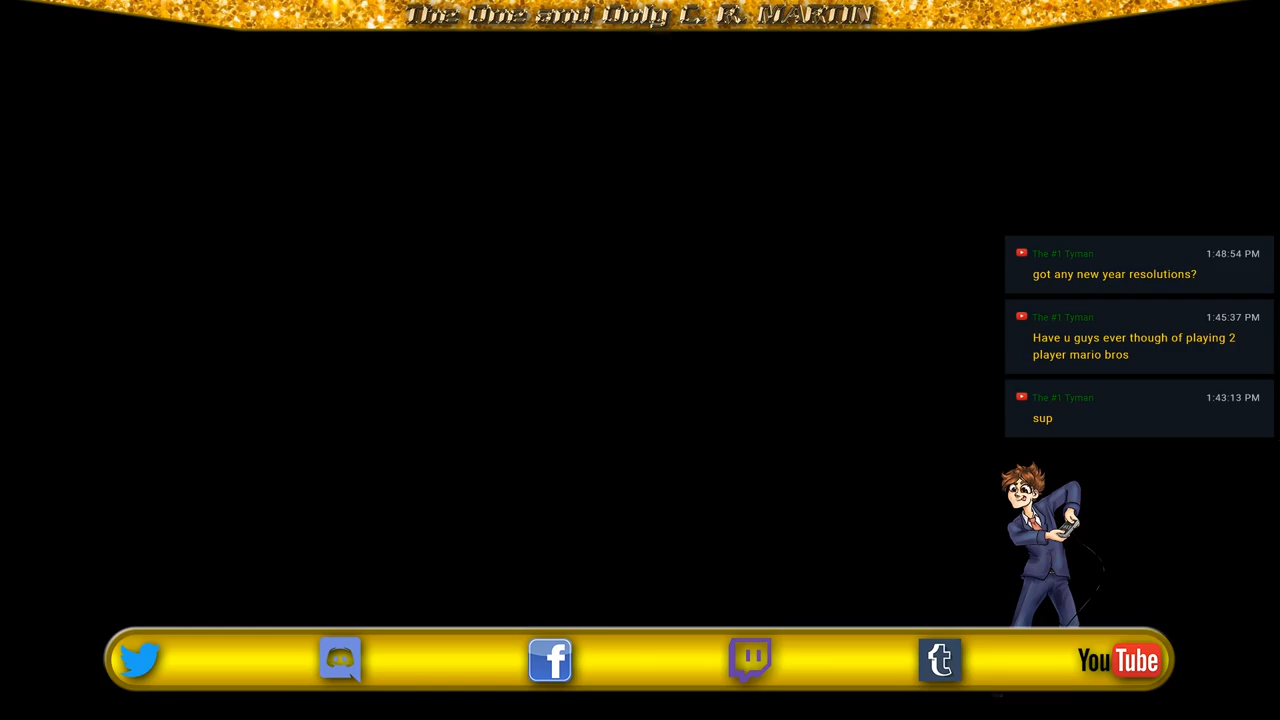 The One and Only C. R. MARTIN
The #1 Tyman
1:48:54 PM
got any new year resolutions?
The #1 Tyman
1:45:37 PM
Have u guys ever though of playing 2
player mario bros
The #1 Tyman
1:43:13 PM
sup
f
t
YouTube